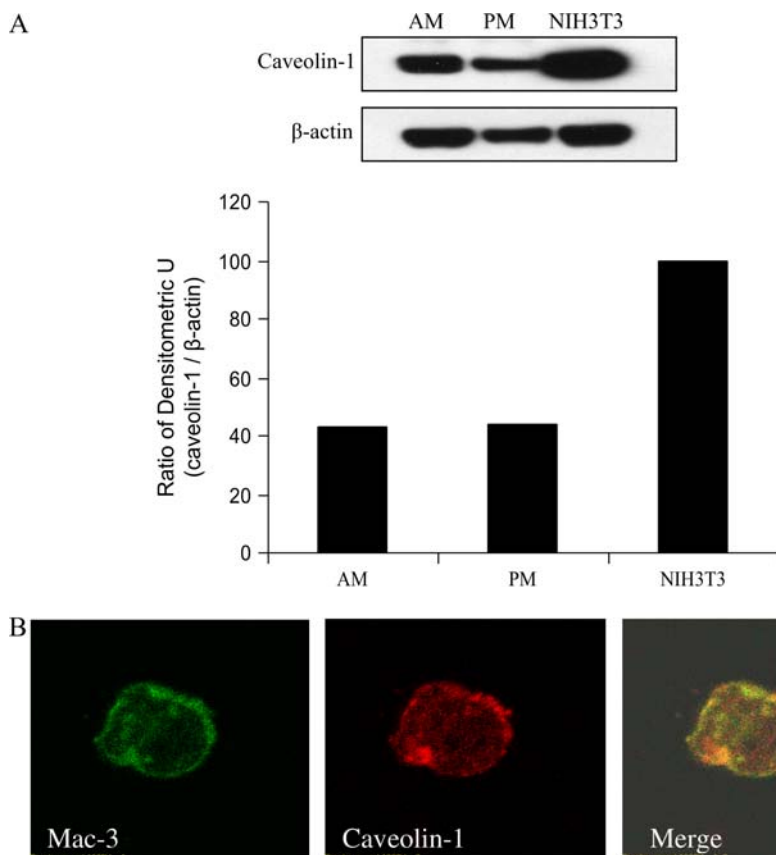 A
AM PM NIH3T3
Caveolin-1
β-actin
120
100
80
60
40
20
0
Ratio of Densitometric U
(caveolin-1 / β-actin)
AM PM NIH3T3
B
Mac-3 Caveolin-1 Merge